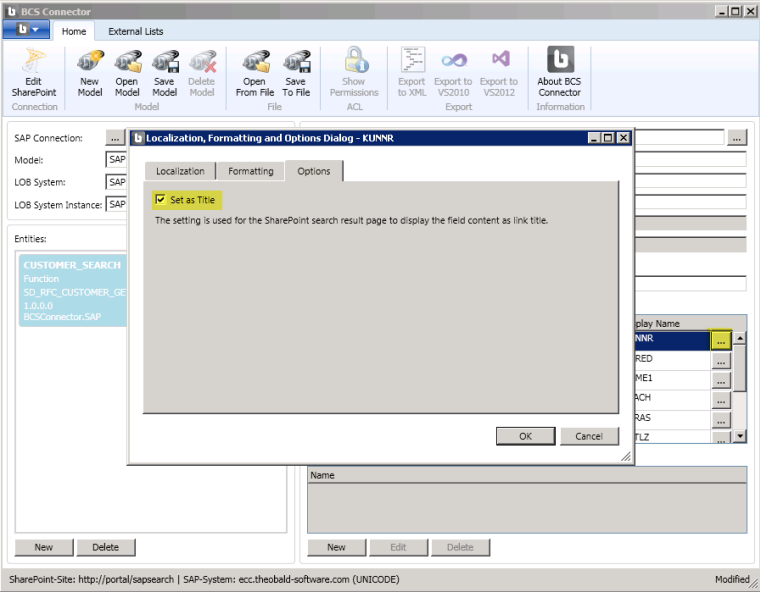 BCS Connector
Home
External Lists
Edit
SharePoint
Connection
New
Model
Open
Model
Save
Model
Delete
Model
Model
Open
From File
Save
To File
File
Show
Permissions
ACL
Export
to XML
Export to
VS2010
Export to
VS2012
Export
About BCS
Connector
Information
SAP Connection:
...
Model:
SAP
LOB System:
SAP
LOB System Instance:
SAP
...
Localization, Formatting and Options Dialog - KUNNR
Localization
Formatting
Options
Set as Title
The setting is used for the SharePoint search result page to display the field content as link title.
OK
Cancel
Entities:
CUSTOMER_SEARCH
Function
SD_RFC_CUSTOMER_GE
1.0.0.0
BCSConnector.SAP
play Name
NNR
...
RED
...
ME1
...
ACH
...
RAS
...
TLZ
...
Name
New
Delete
New
Edit
Delete
SharePoint-Site: http://portal/sapsearch | SAP-System: ecc.theobald-software.com (UNICODE)
Modified